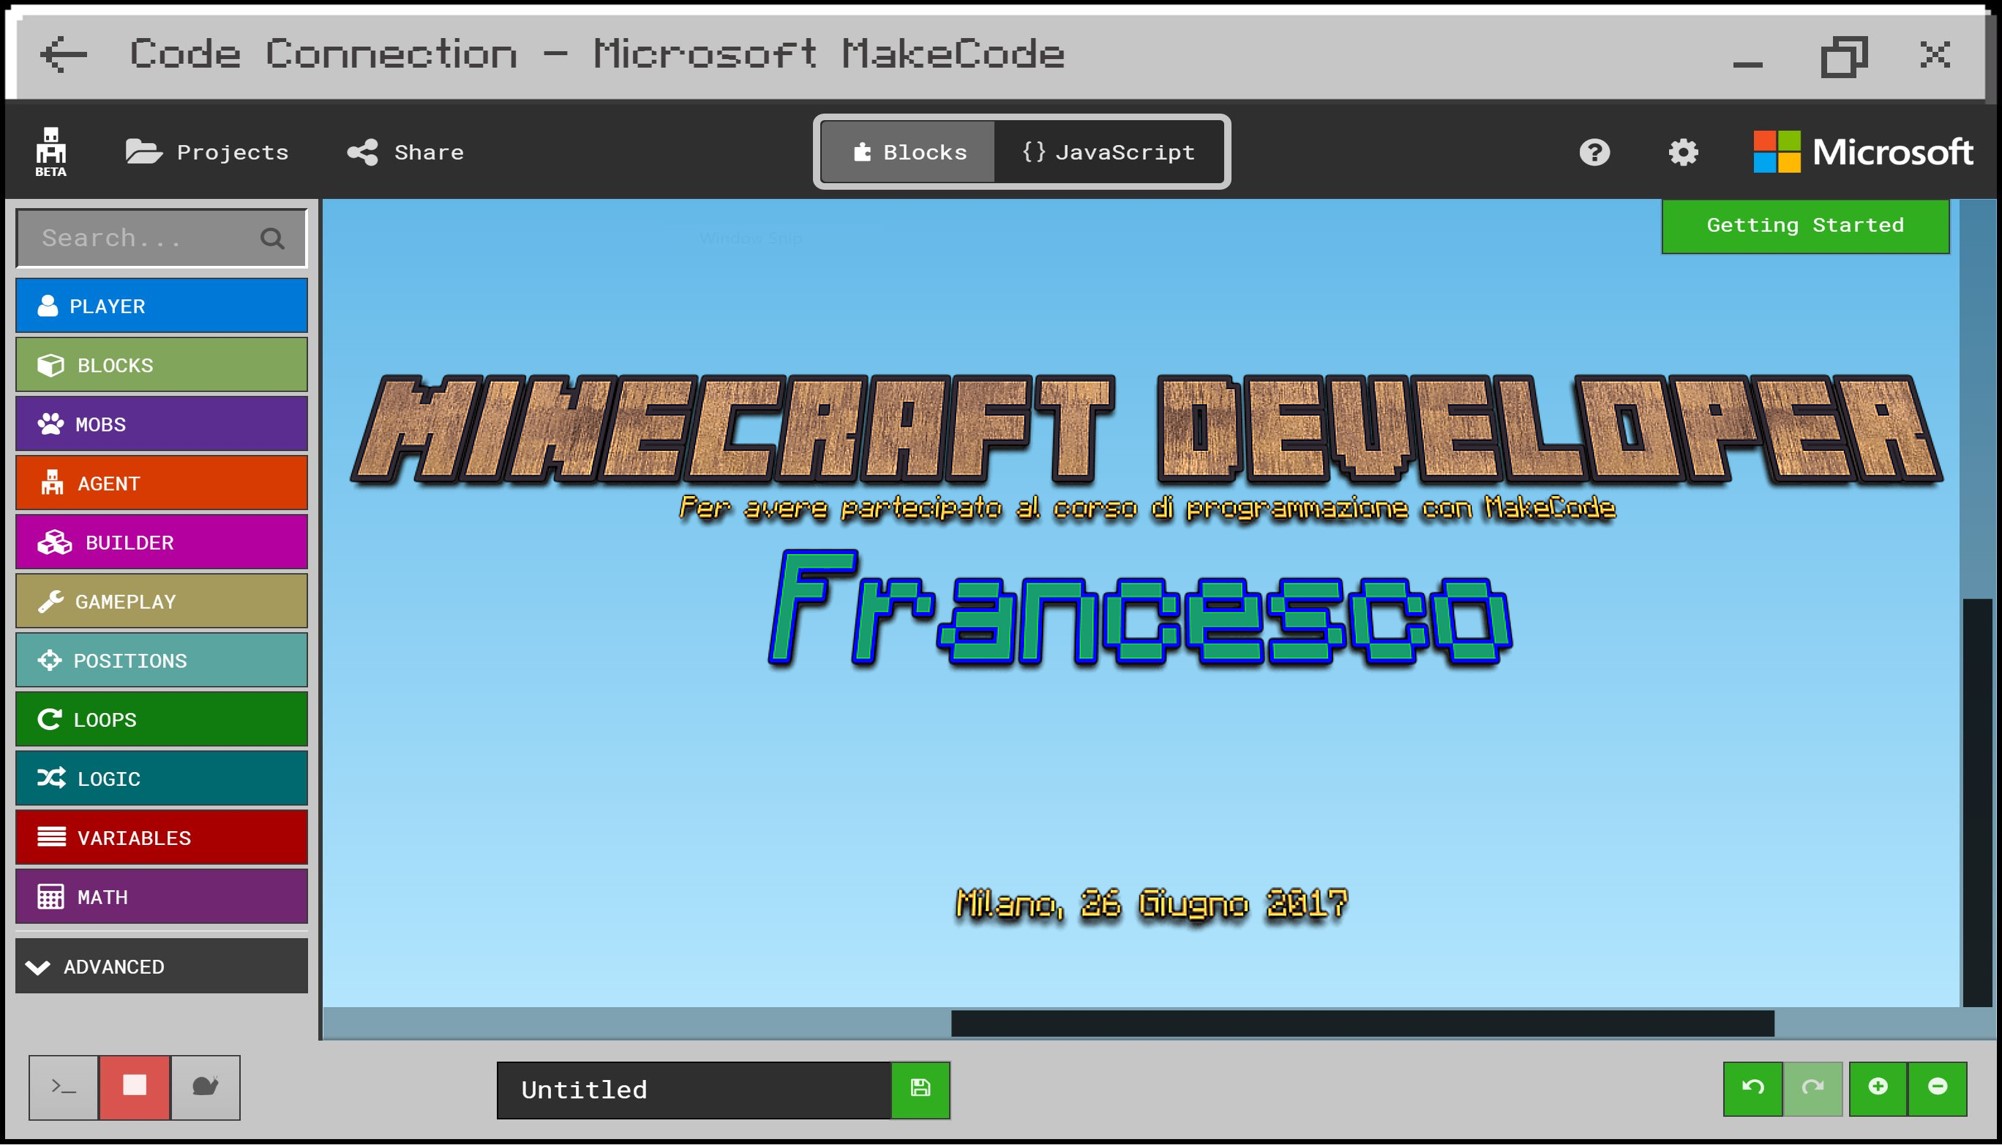 Code Connection - Microsoft MakeCode
BETA
Projects
Share
Blocks
{} JavaScript
Microsoft
Search...
Window Snip
Getting Started
PLAYER
BLOCKS
MOBS
AGENT
BUILDER
GAMEPLAY
POSITIONS
LOOPS
LOGIC
VARIABLES
MATH
ADVANCED
MINECRAFT DEVELOPER
Per avere partecipato al corso di programmazione con MakeCode
Francesco
Milano, 26 Giugno 2017
>_
Untitled